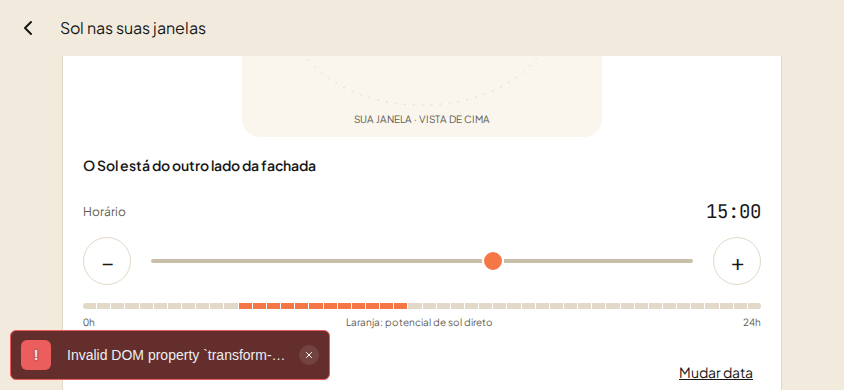 Sol nas suas janelas
SUA JANELA · VISTA DE CIMA
O Sol está do outro lado da fachada
Horário
15:00
−
+
0h
Laranja: potencial de sol direto
24h
! Invalid DOM property `transform-... ×
Mudar data